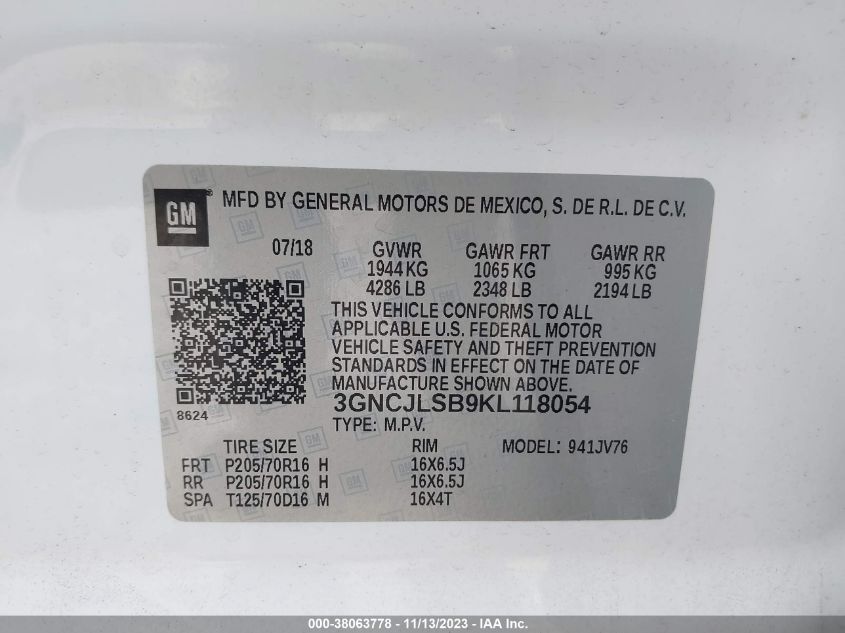 GM ® MFD BY GENERAL MOTORS DE MEXICO, S. DE R.L. DE C.V.
07/18 GVWR GAWR FRT GAWR RR
1944 KG 1065 KG 995 KG
4286 LB 2348 LB 2194 LB
THIS VEHICLE CONFORMS TO ALL
APPLICABLE U.S. FEDERAL MOTOR
VEHICLE SAFETY AND THEFT PREVENTION
STANDARDS IN EFFECT ON THE DATE OF
MANUFACTURE SHOWN ABOVE.
8624 3GNCJLSB9KL118054
TYPE: M.P.V.
TIRE SIZE RIM MODEL: 941JV76
FRT P205/70R16 H 16X6.5J
RR P205/70R16 H 16X6.5J
SPA T125/70D16 M 16X4T
000-38063778 - 11/13/2023 - IAA Inc.